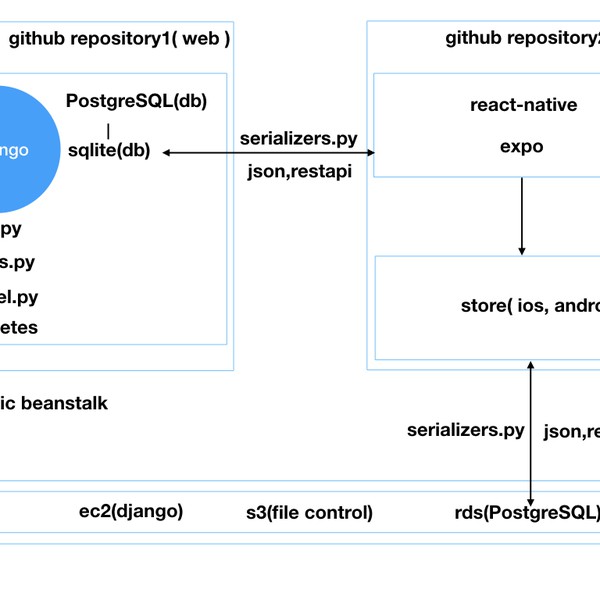 github repository1( web )
PostgreSQL(db)
|
sqlite(db)
ngo
py
s.py
el.py
etes
serializers.py
json,restapi
github repository2
react-native
expo
store( ios, andro
ic beanstalk
serializers.py
json,re
ec2(django)
s3(file control)
rds(PostgreSQL)